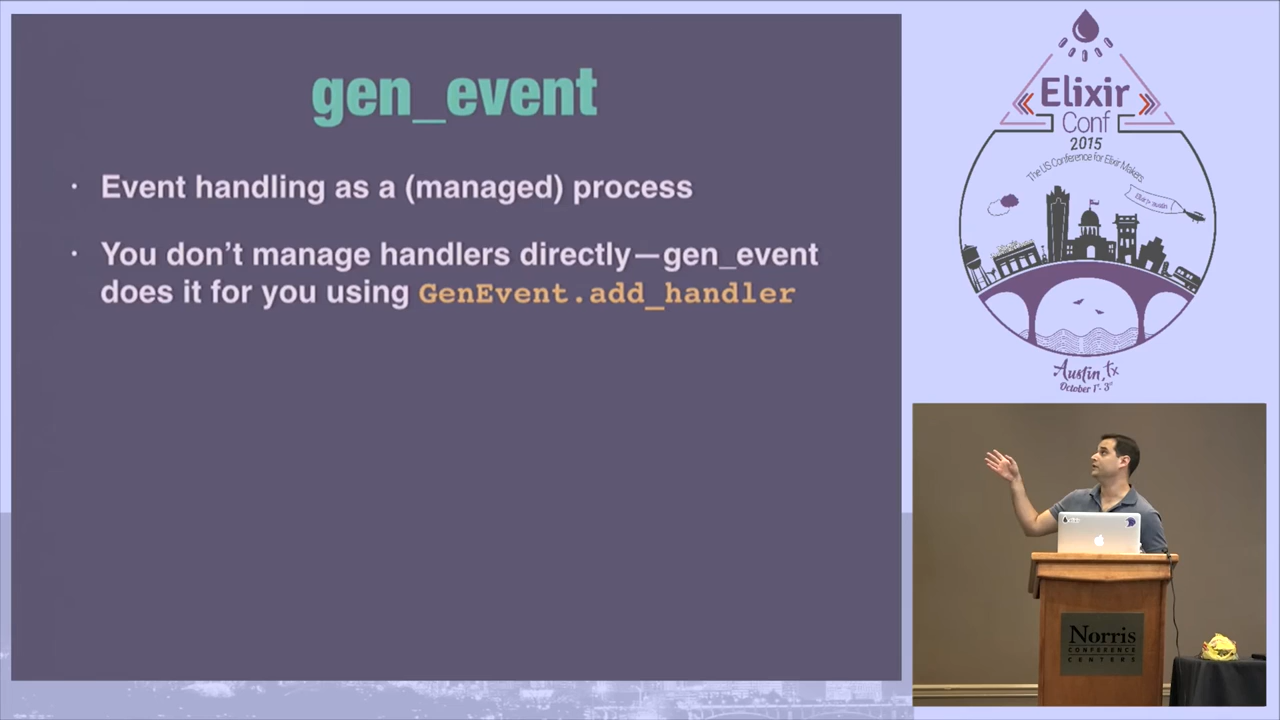 gen_event
· Event handling as a (managed) process
· You don’t manage handlers directly—gen_event
does it for you using GenEvent.add_handler
Elixir
Conf
2015
The US Conference for Elixir Makers
Austin, Tx
October 1st - 3rd
Norris
CONFERENCE
CENTERS